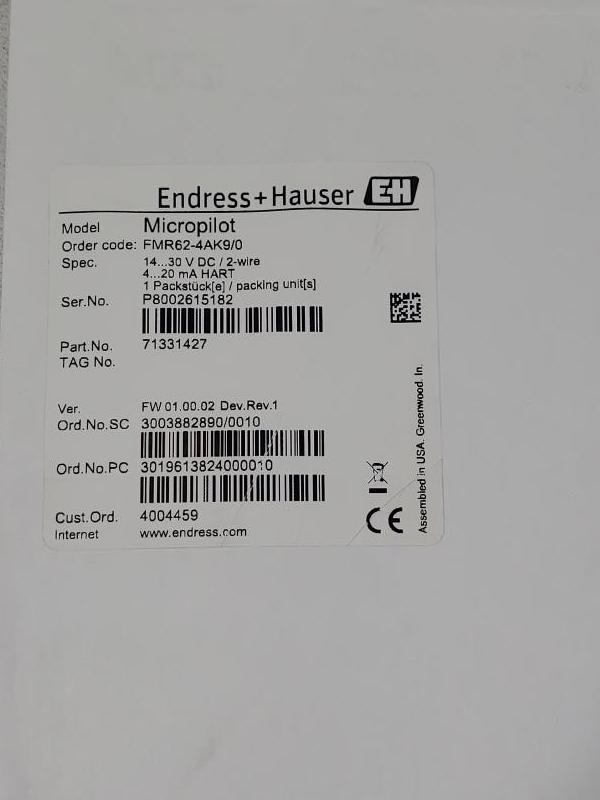 Endress+Hauser EH
Model Micropilot
Order code: FMR62-4AK9/0
Spec. 14...30 V DC / 2-wire
4...20 mA HART
1 Packstück[e] / packing unit[s]
Ser.No. P8002615182
Part.No. 71331427
TAG No.
Ver. FW 01.00.02 Dev.Rev.1
Ord.No.SC 3003882890/0010
Ord.No.PC 3019613824000010
Cust.Ord. 4004459
Internet www.endress.com
CE
Assembled in USA. Greenwood. In.